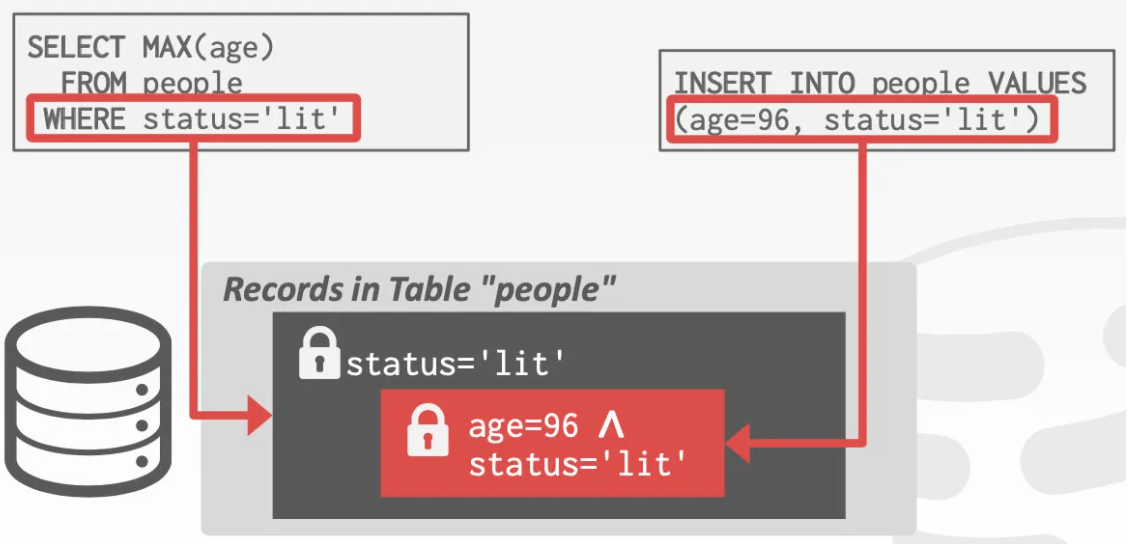 SELECT MAX(age)
FROM people
WHERE status='lit'
INSERT INTO people VALUES
(age=96, status='lit')
Records in Table "people"
status='lit'
age=96 ∧
status='lit'